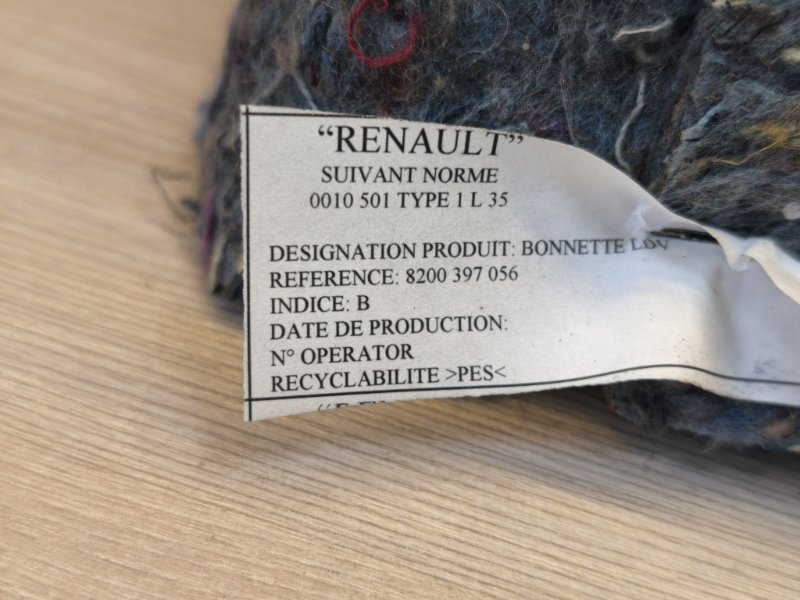 “RENAULT”
SUIVANT NORME
0010 501 TYPE 1 L 35
DESIGNATION PRODUIT: BONNETTE LDV
REFERENCE: 8200 397 056
INDICE: B
DATE DE PRODUCTION:
N° OPERATOR
RECYCLABILITE >PES<